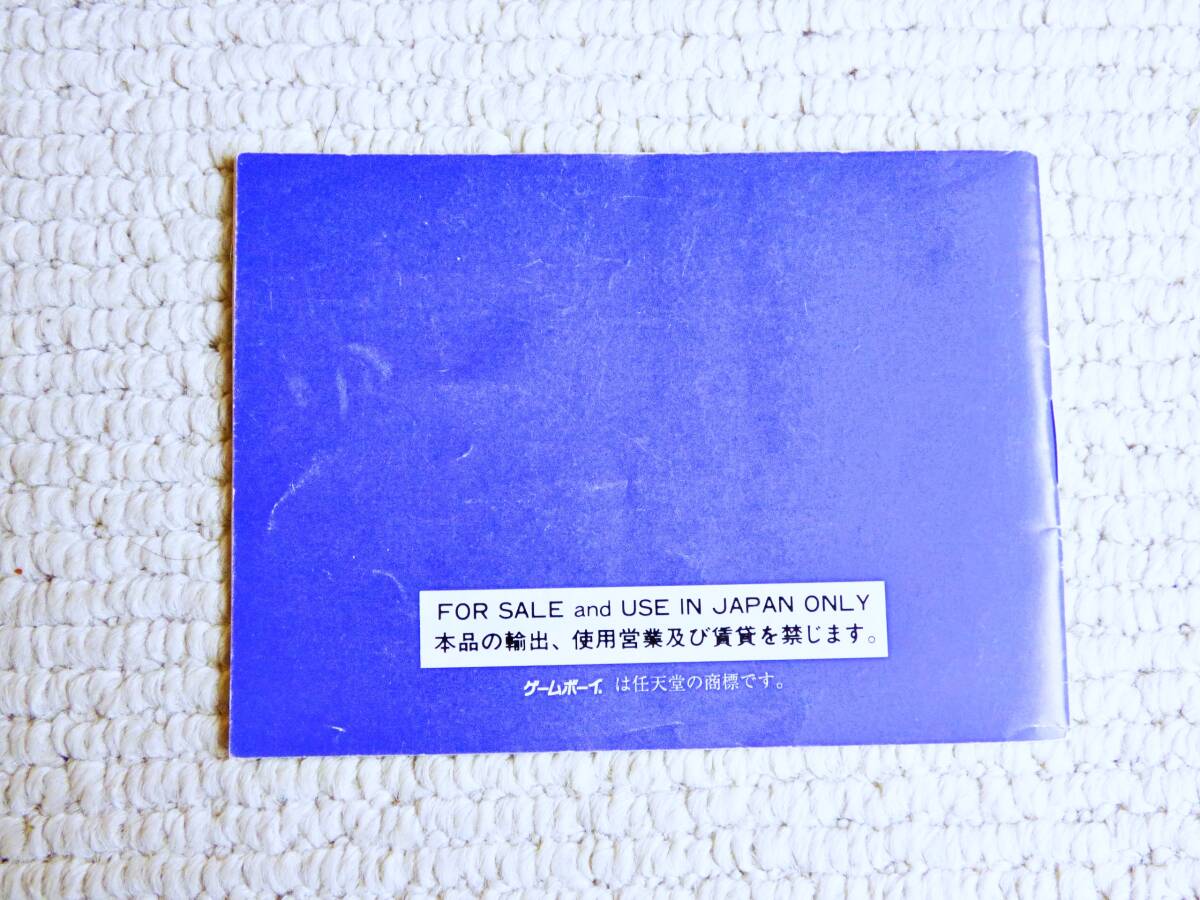 FOR SALE and USE IN JAPAN ONLY
本品の輸出、使用営業及び賃貸を禁じます。
ゲームボーイ® は任天堂の商標です。